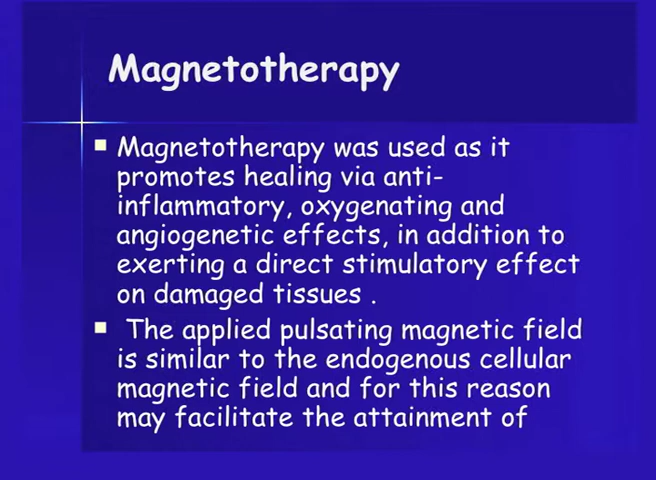 Magnetotherapy
Magnetotherapy was used as it
promotes healing via anti-
inflammatory, oxygenating and
angiogenetic effects, in addition to
exerting a direct stimulatory effect
on damaged tissues .
The applied pulsating magnetic field
is similar to the endogenous cellular
magnetic field and for this reason
may facilitate the attainment of